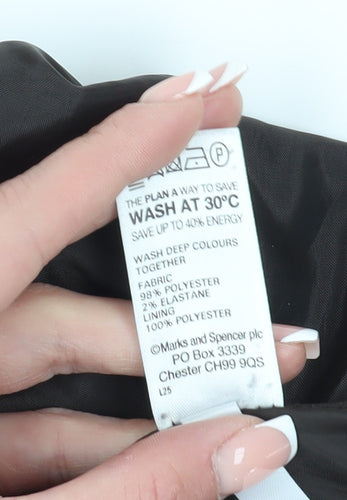 P
THE PLAN A WAY TO SAVE
WASH AT 30ºC
SAVE UP TO 40% ENERGY
WASH DEEP COLOURS
TOGETHER
FABRIC
98% POLYESTER
2% ELASTANE
LINING
100% POLYESTER
©Marks and Spencer plc
PO Box 3339
Chester CH99 9QS
L25